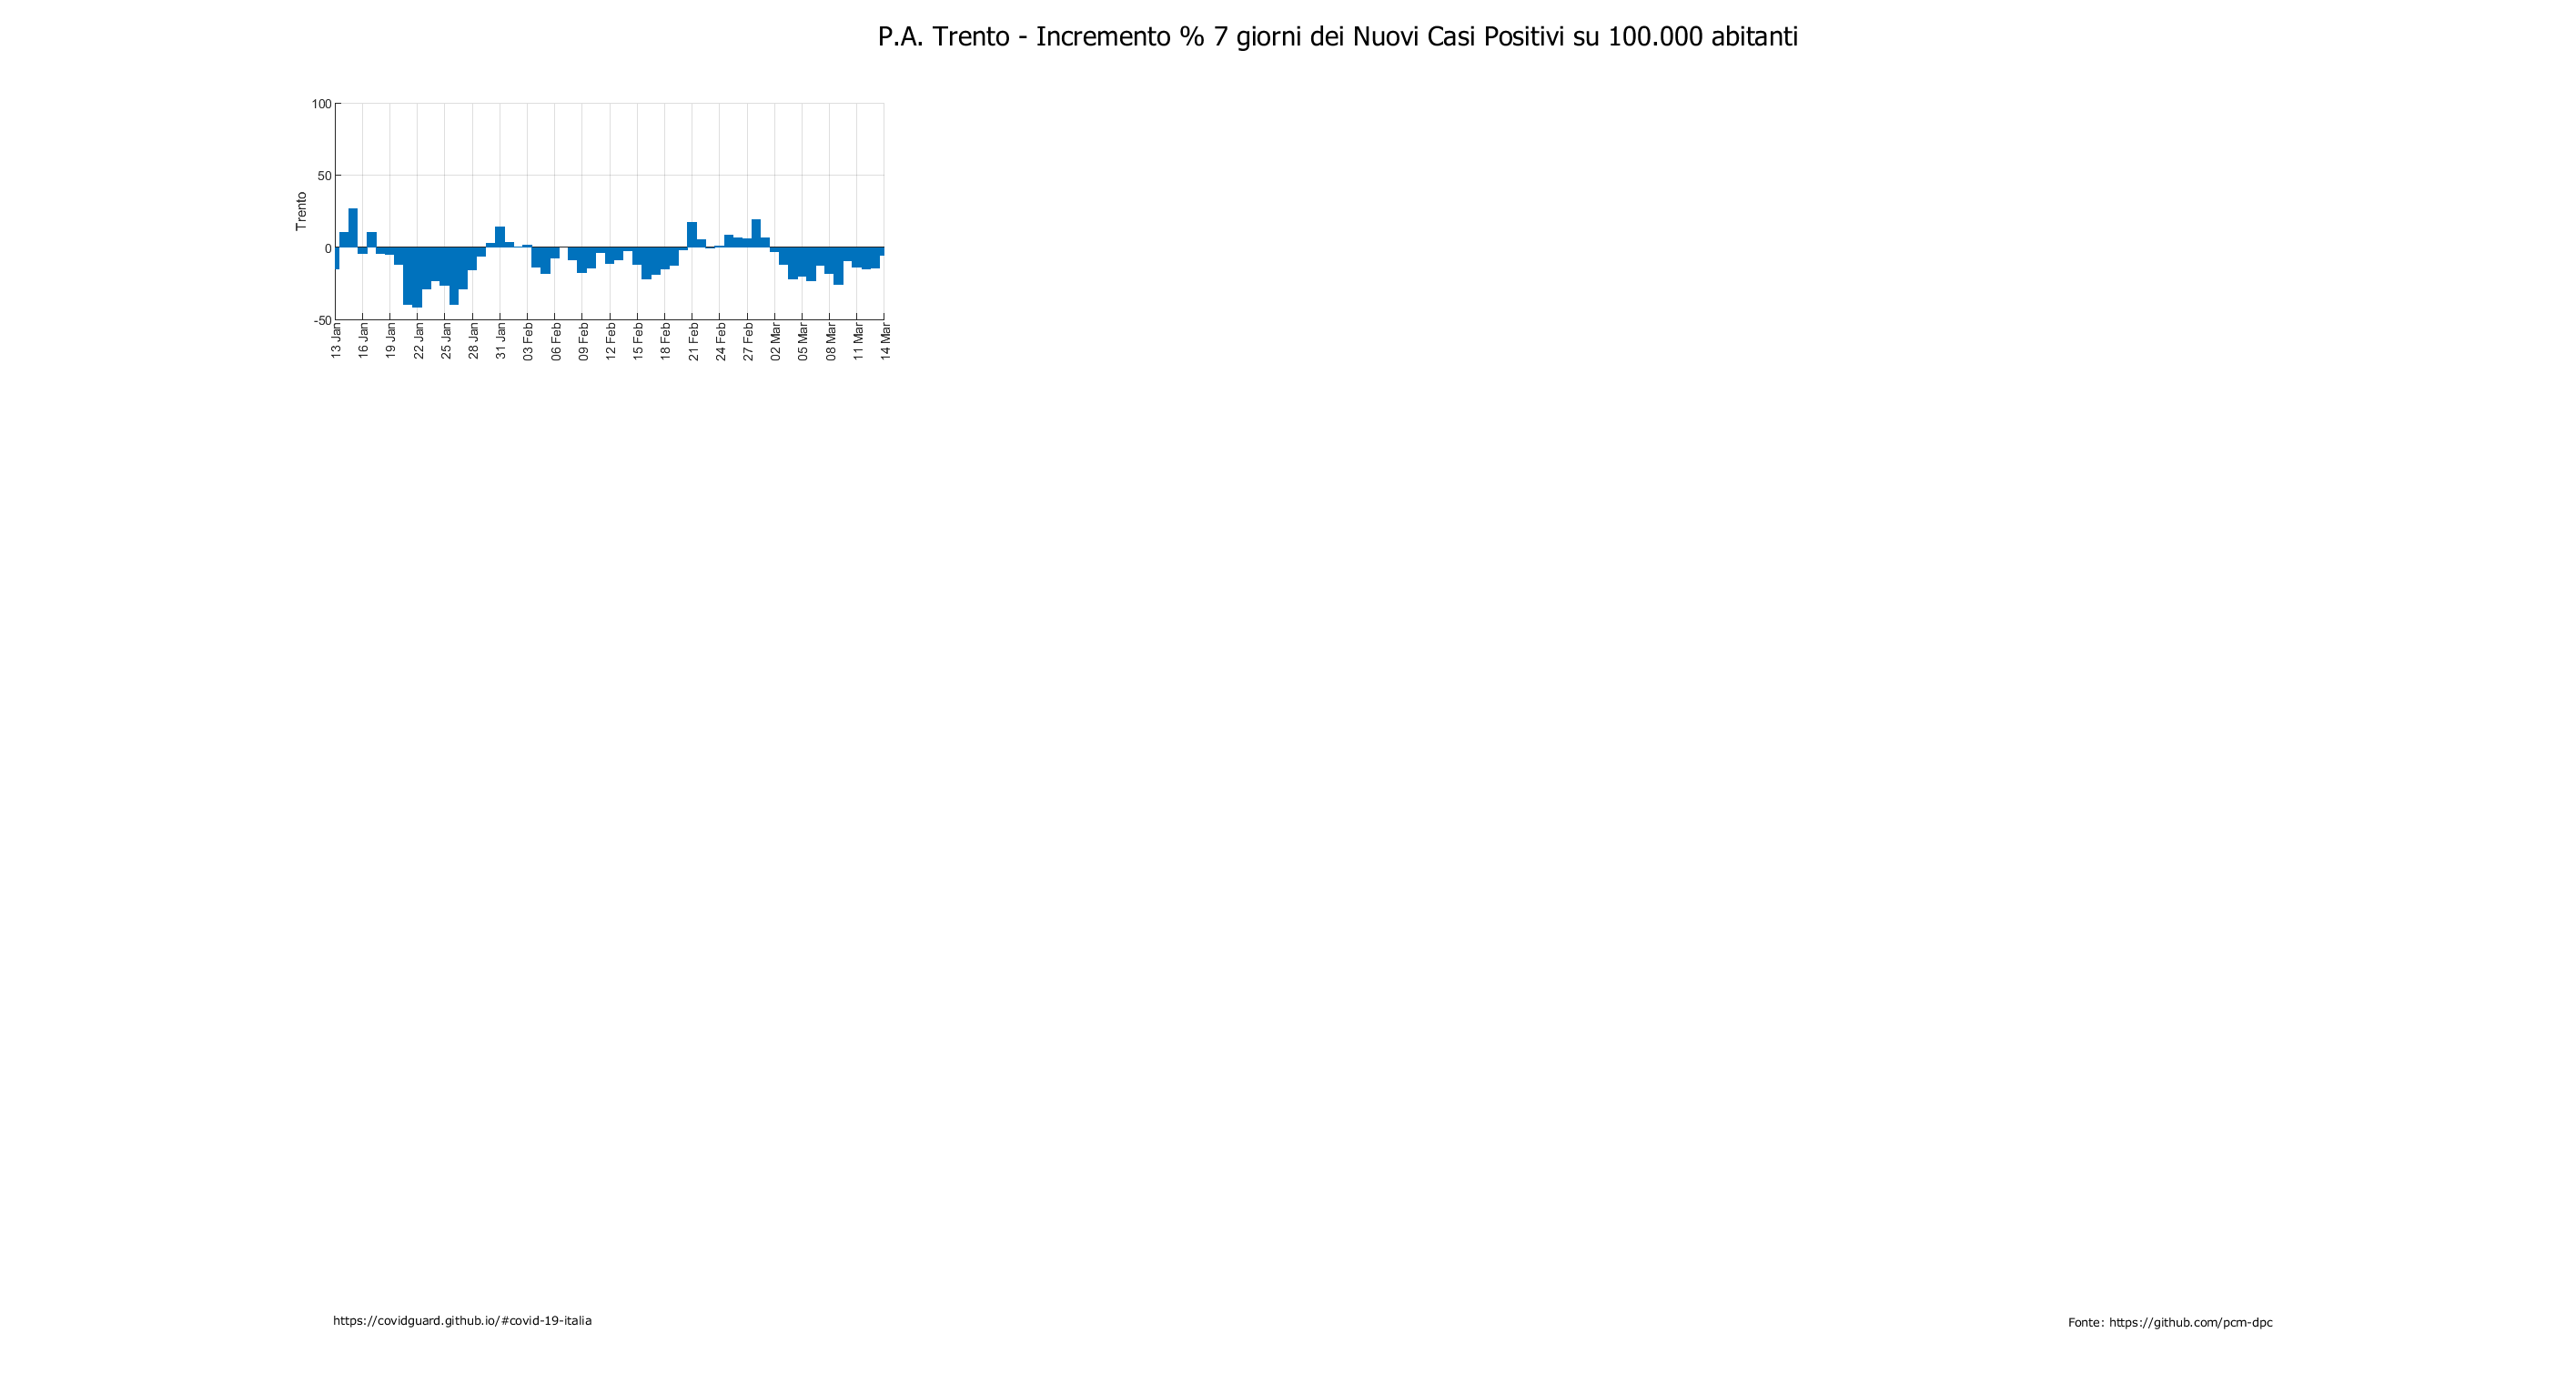 P.A. Trento - Incremento % 7 giorni dei Nuovi Casi Positivi su 100.000 abitanti
100
50
0
-50
Trento
13 Jan
16 Jan
19 Jan
22 Jan
25 Jan
28 Jan
31 Jan
03 Feb
06 Feb
09 Feb
12 Feb
15 Feb
18 Feb
21 Feb
24 Feb
27 Feb
02 Mar
05 Mar
08 Mar
11 Mar
14 Mar
https://covidguard.github.io/#covid-19-italia
Fonte: https://github.com/pcm-dpc